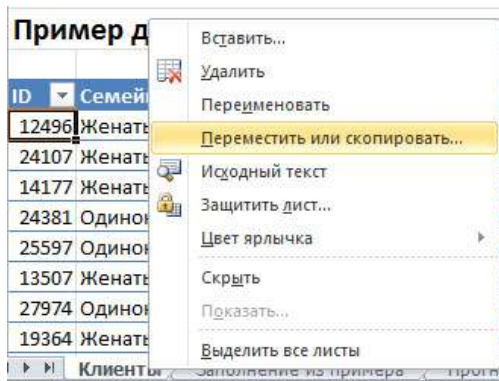 Пример д
Вставить...
Удалить
Переименовать
Переместить или скопировать...
Исходный текст
Защитить лист...
Цвет ярлычка
Скрыть
Показать...
Выделить все листы
ID Семей
12496 Женаты
24107 Женаты
14177 Женаты
24381 Одинок
25597 Одинок
13507 Женаты
27974 Одинок
19364 Женаты
Клиенты Заполнение из примера Прогн